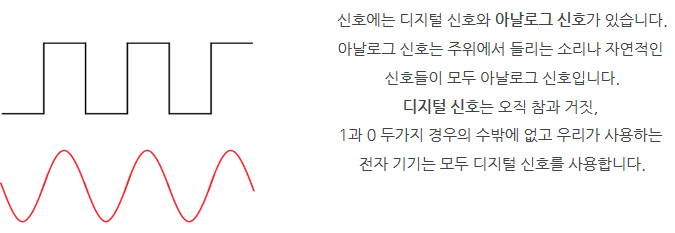 신호에는 디지털 신호와 아날로그 신호가 있습니다.
아날로그 신호는 주위에서 들리는 소리나 자연적인
신호들이 모두 아날로그 신호입니다.
디지털 신호는 오직 참과 거짓,
1과 0 두가지 경우의 수밖에 없고 우리가 사용하는
전자 기기는 모두 디지털 신호를 사용합니다.